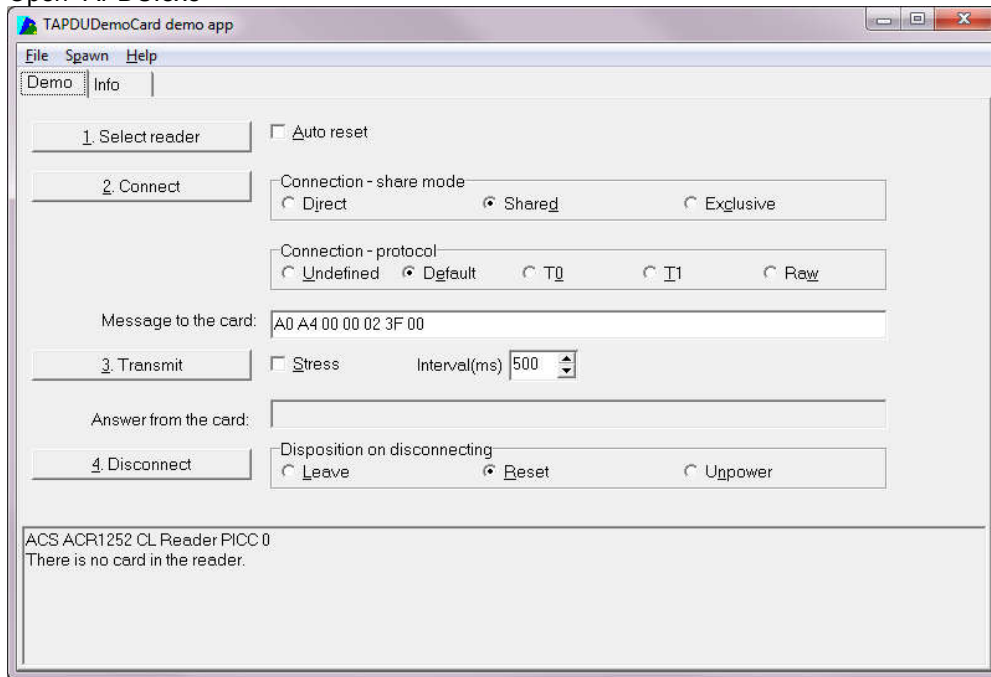 TAPDUDemoCard demo app
File Spawn Help
Demo Info
1. Select reader Auto reset
2. Connect Connection - share mode
Direct Shared Exclusive
Connection - protocol
Undefined Default T0 T1 Raw
Message to the card: A0 A4 00 00 02 3F 00
3. Transmit Stress Interval(ms) 500
Answer from the card:
4. Disconnect Disposition on disconnecting
Leave Reset Unpower
ACS ACR1252 CL Reader PICC 0
There is no card in the reader.